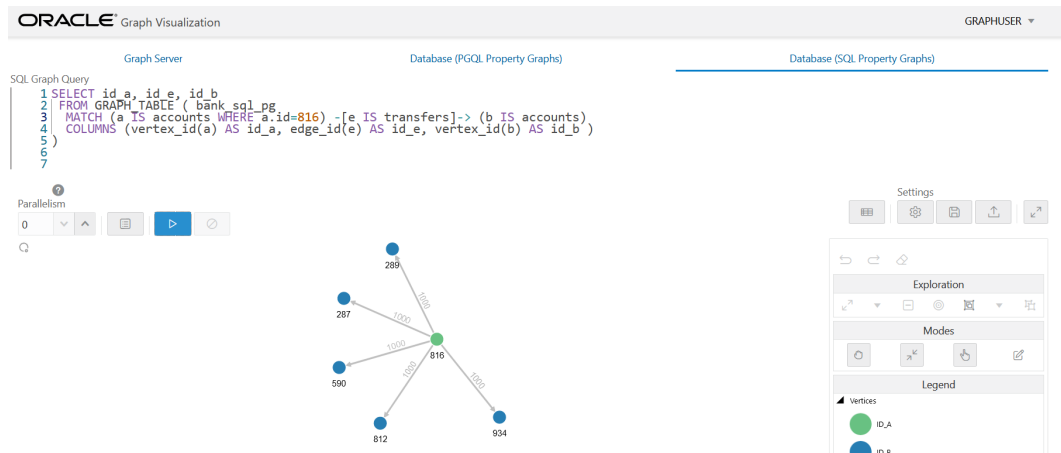 ORACLE® Graph Visualization
GRAPHUSER
Graph Server
Database (PGQL Property Graphs)
Database (SQL Property Graphs)
SQL Graph Query
1 SELECT id_a, id_e, id_b
2 FROM GRAPH_TABLE ( bank_sql_pg
3 MATCH (a IS accounts WHERE a.id=816) -[e IS transfers]-> (b IS accounts)
4 COLUMNS (vertex_id(a) AS id_a, edge_id(e) AS id_e, vertex_id(b) AS id_b )
5 )
6
7
?
Parallelism
0
Settings
289
1000
287
1000
816
1000
590
1000
1000
812
934
Exploration
Modes
Legend
Vertices
ID_A
ID_B